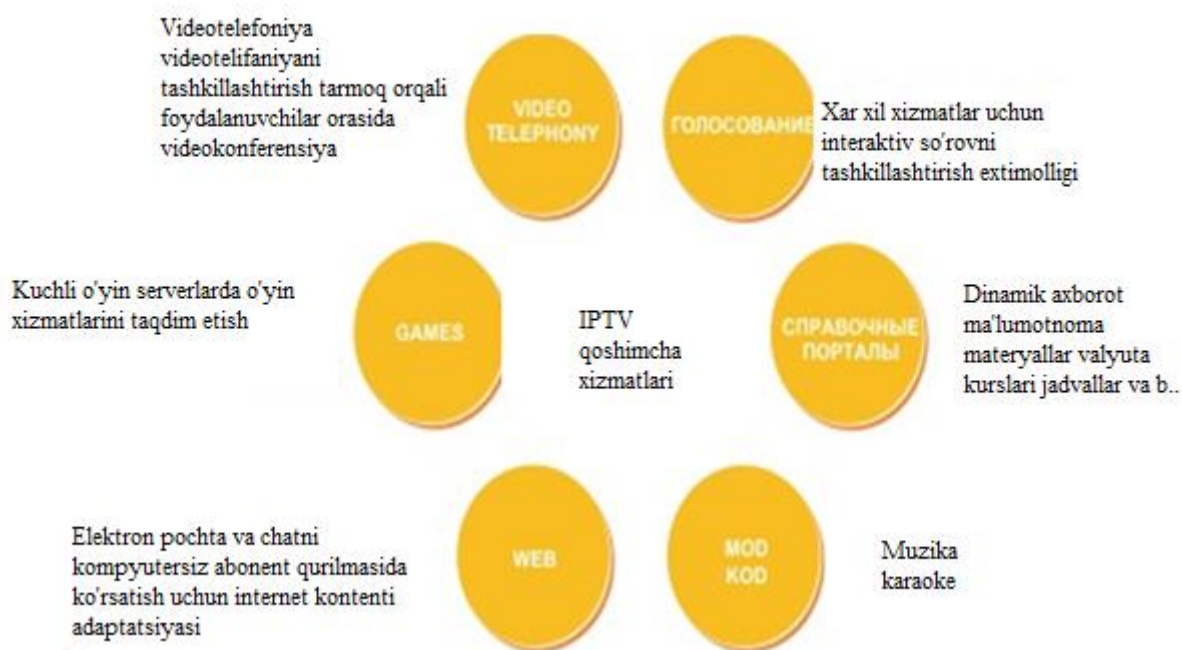 Videotelefoniya
videotelifaniyani
tashkillashtirish tarmoq orqali
foydalanuvchilar orasida
videokonferensiya
VIDEO
TELEPHONY
ГОЛОСОВАНИЕ
Xar xil xizmatlar uchun
interaktiv so'rovni
tashkillashtirish extimolligi
Kuchli o'yin serverlarda o'yin
xizmatlarini taqdim etish
GAMES
IPTV
qoshimcha
xizmatlari
СПРАВОЧНЫЕ
ПОРТАЛЫ
Dinamik axborot
ma'lumotnoma
materyallar valyuta
kurslari jadvallar va b..
Elektron pochta va chatni
kompyutersiz abonent qurilmasida
ko'rsatish uchun internet kontenti
adaptatsiyasi
WEB
MOD
KOD
Muzika
karaoke